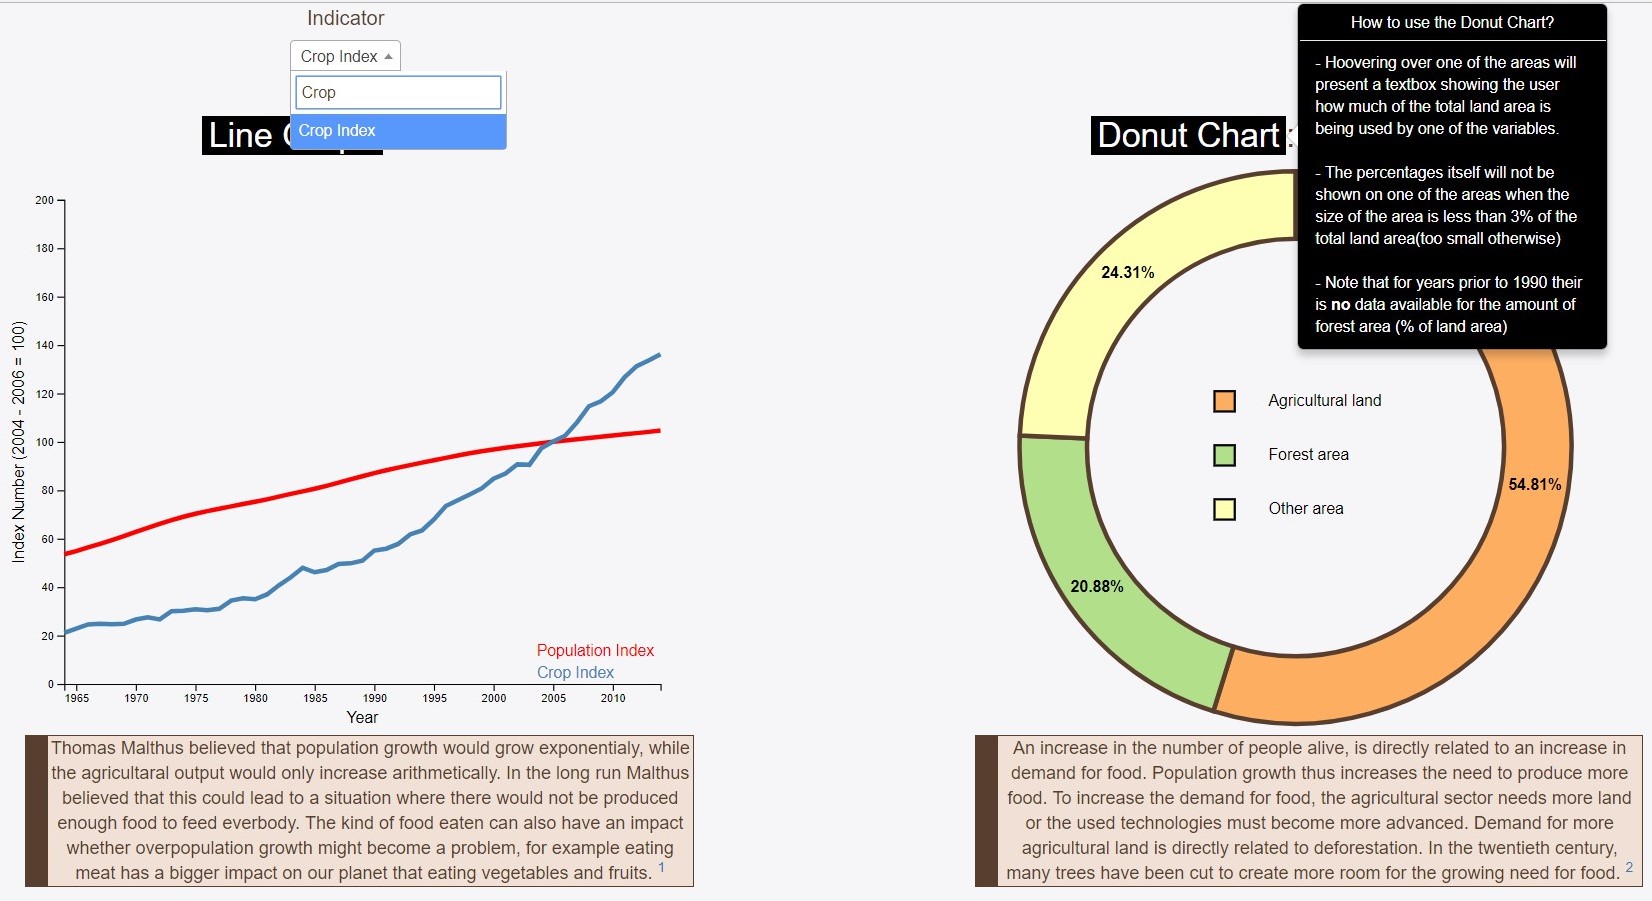 Indicator
Crop Index
Crop
Crop Index
Line
200
180
160
140
120
100
80
60
40
20
0
Index Number (2004 - 2006 = 100)
1965 1970 1975 1980 1985 1990 1995 2000 2005 2010
Year
Population Index
Crop Index
Thomas Malthus believed that population growth would grow exponentialy, while
the agricultaral output would only increase arithmetically. In the long run Malthus
believed that this could lead to a situation where there would not be produced
enough food to feed everbody. The kind of food eaten can also have an impact
whether overpopulation growth might become a problem, for example eating
meat has a bigger impact on our planet that eating vegetables and fruits. 1
Donut Chart
How to use the Donut Chart?
- Hoovering over one of the areas will
present a textbox showing the user
how much of the total land area is
being used by one of the variables.
- The percentages itself will not be
shown on one of the areas when the
size of the area is less than 3% of the
total land area(too small otherwise)
- Note that for years prior to 1990 their
is no data available for the amount of
forest area (% of land area)
24.31%
20.88%
54.81%
Agricultural land
Forest area
Other area
An increase in the number of people alive, is directly related to an increase in
demand for food. Population growth thus increases the need to produce more
food. To increase the demand for food, the agricultural sector needs more land
or the used technologies must become more advanced. Demand for more
agricultural land is directly related to deforestation. In the twentieth century,
many trees have been cut to create more room for the growing need for food. 2